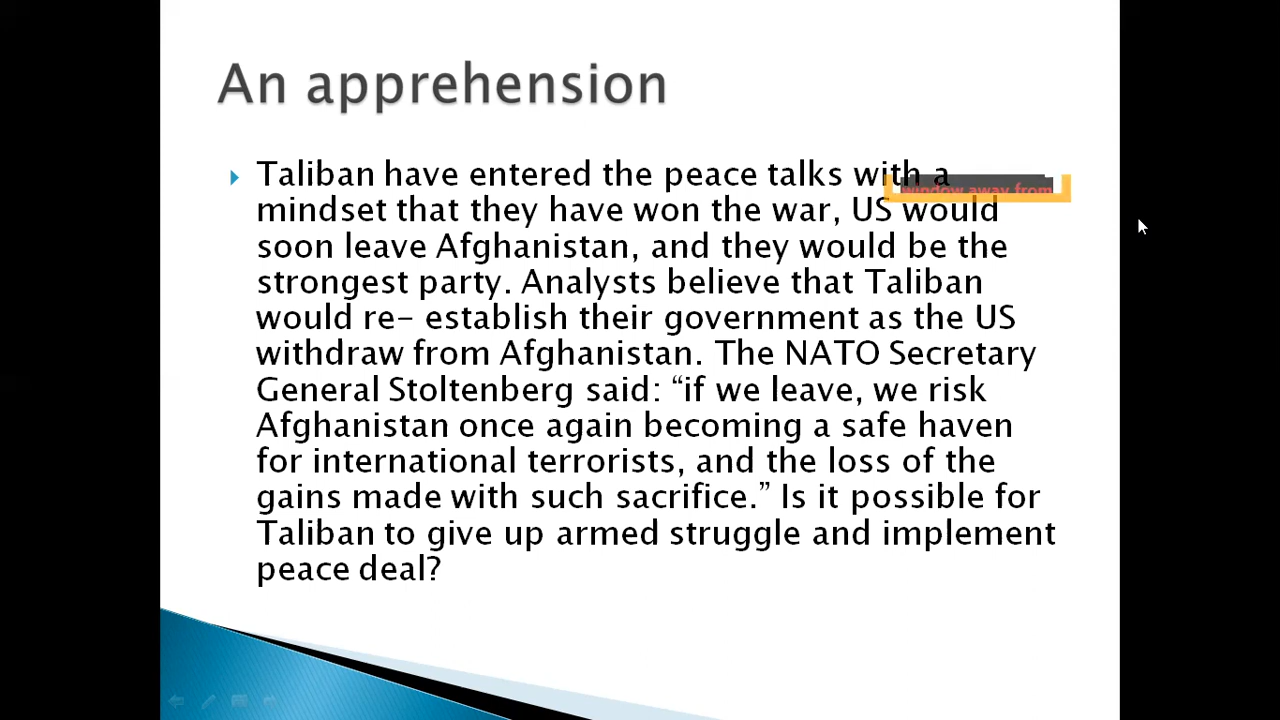 An apprehension
Taliban have entered the peace talks with a
window away from
mindset that they have won the war, US would
soon leave Afghanistan, and they would be the
strongest party. Analysts believe that Taliban
would re- establish their government as the US
withdraw from Afghanistan. The NATO Secretary
General Stoltenberg said: “if we leave, we risk
Afghanistan once again becoming a safe haven
for international terrorists, and the loss of the
gains made with such sacrifice.” Is it possible for
Taliban to give up armed struggle and implement
peace deal?